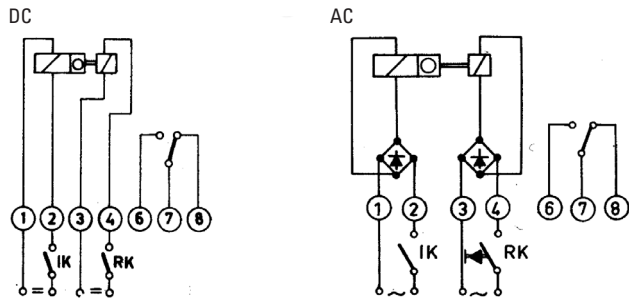 DC AC
1 2 3 4 6 7 8 1 2 3 4 6 7 8
IK RK IK RK
= = ~ ~